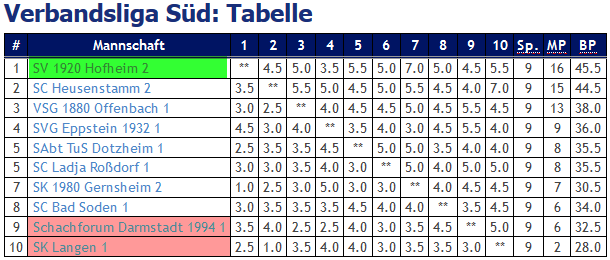 Verbandsliga Süd: Tabelle
# Mannschaft 1 2 3 4 5 6 7 8 9 10 Sp. MP BP
1 SV 1920 Hofheim 2 ** 4.5 5.0 3.5 5.5 5.0 7.0 5.0 4.5 5.5 9 16 45.5
2 SC Heusenstamm 2 3.5 ** 5.5 5.0 4.5 5.0 5.5 4.5 4.0 7.0 9 15 44.5
3 VSG 1880 Offenbach 1 3.0 2.5 ** 4.0 4.5 4.5 5.0 4.5 5.5 4.5 9 13 38.0
4 SVG Eppstein 1932 1 4.5 3.0 4.0 ** 3.5 4.0 3.0 4.5 5.5 4.0 9 9 36.0
5 SAbt TuS Dotzheim 1 2.5 3.5 3.5 4.5 ** 5.0 5.0 3.5 4.0 4.0 9 8 35.5
6 SC Ladja Roßdorf 1 3.0 3.0 3.5 4.0 3.0 ** 5.0 4.0 5.0 5.0 9 8 35.5
7 SK 1980 Gernsheim 2 1.0 2.5 3.0 5.0 3.0 3.0 ** 4.0 4.5 4.5 9 7 30.5
8 SC Bad Soden 1 3.0 3.5 3.5 3.5 4.5 4.0 4.0 ** 3.5 4.5 9 6 34.0
9 Schachforum Darmstadt 1994 1 3.5 4.0 2.5 2.5 4.0 3.0 3.5 4.5 ** 5.0 9 6 32.5
10 SK Langen 1 2.5 1.0 3.5 4.0 4.0 3.0 3.5 3.5 3.0 ** 9 2 28.0